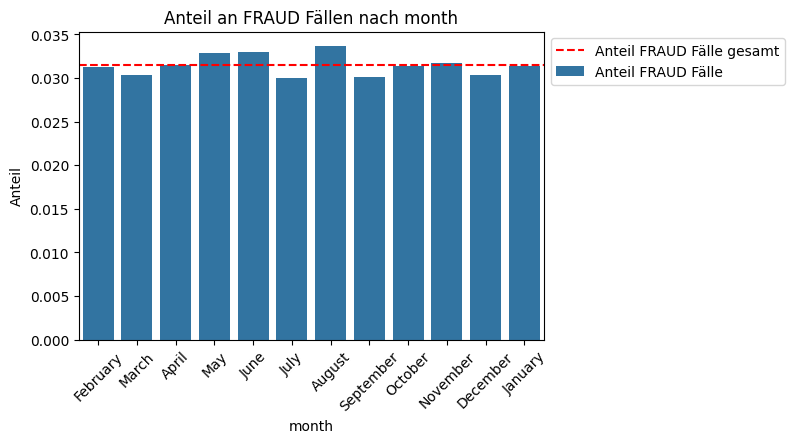 Anteil an FRAUD Fällen nach month
0.035
0.030
0.025
0.020
0.015
0.010
0.005
0.000
Anteil
February
March
April
May
June
July
August
September
October
November
December
January
month
Anteil FRAUD Fälle gesamt
Anteil FRAUD Fälle